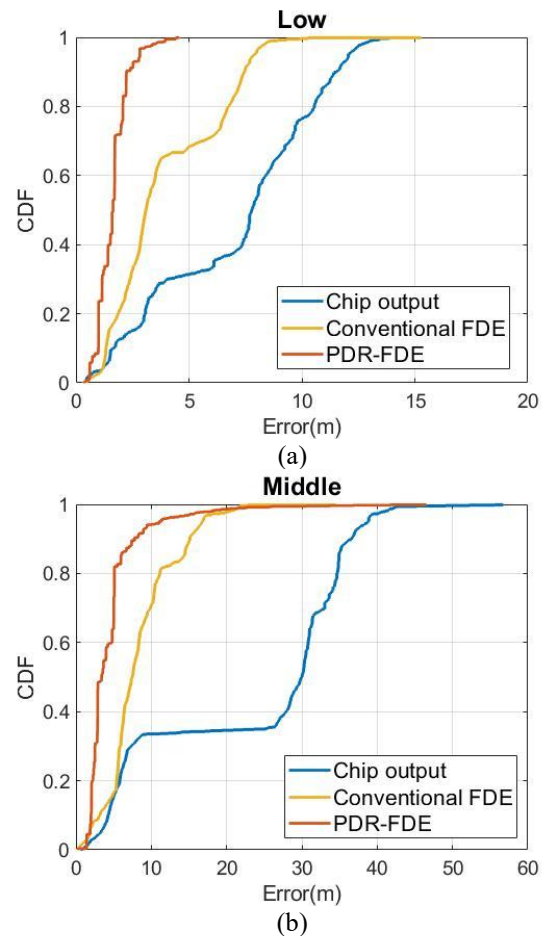 Low
1
0.8
0.6
0.4
0.2
0
CDF
Chip output
Conventional FDE
PDR-FDE
0 5 10 15 20
Error(m)
(a)
Middle
1
0.8
0.6
0.4
0.2
0
CDF
Chip output
Conventional FDE
PDR-FDE
0 10 20 30 40 50 60
Error(m)
(b)